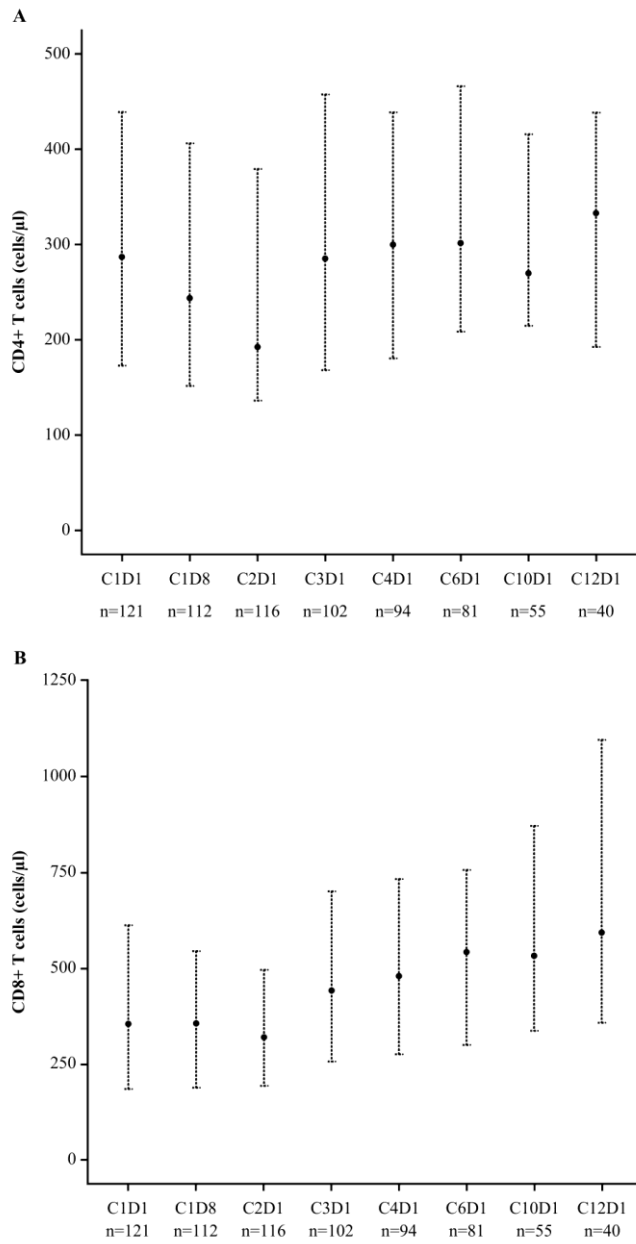 A
500
400
300
200
100
0
CD4+ T cells (cells/µl)
C1D1 C1D8 C2D1 C3D1 C4D1 C6D1 C10D1 C12D1
n=121 n=112 n=116 n=102 n=94 n=81 n=55 n=40
B
1250
1000
750
500
250
0
CD8+ T cells (cells/µl)
C1D1 C1D8 C2D1 C3D1 C4D1 C6D1 C10D1 C12D1
n=121 n=112 n=116 n=102 n=94 n=81 n=55 n=40